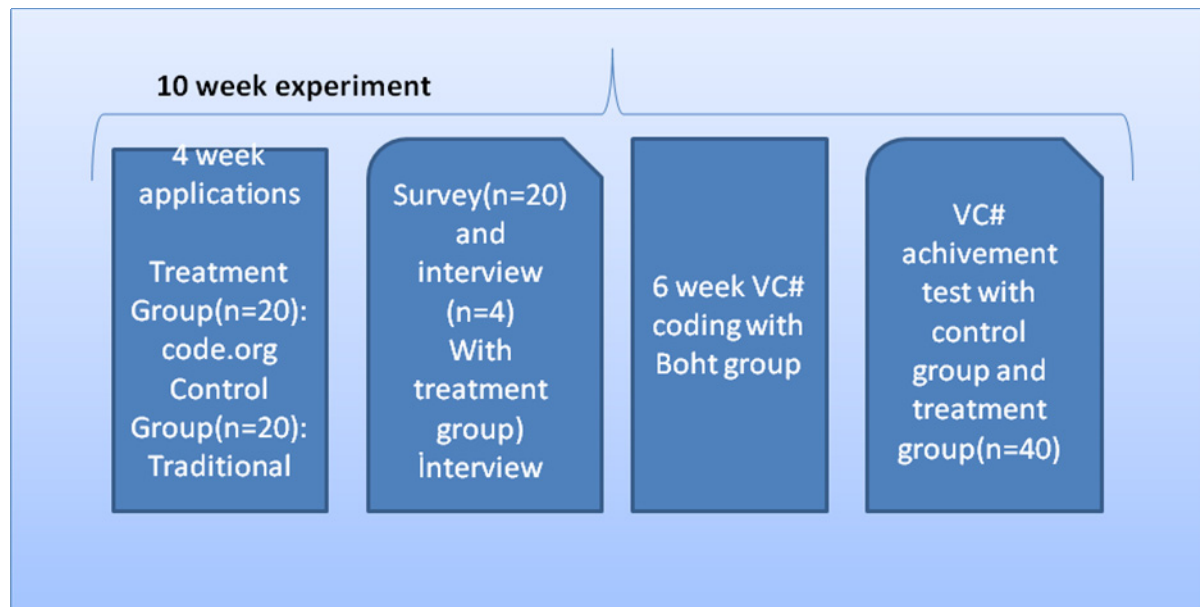 10 week experiment
4 week
applications
Treatment
Group(n=20):
code.org
Control
Group(n=20):
Traditional
Survey(n=20)
and
interview
(n=4)
With
treatment
group)
İnterview
6 week VC#
coding with
Boht group
VC#
achivement
test with
control
group and
treatment
group(n=40)